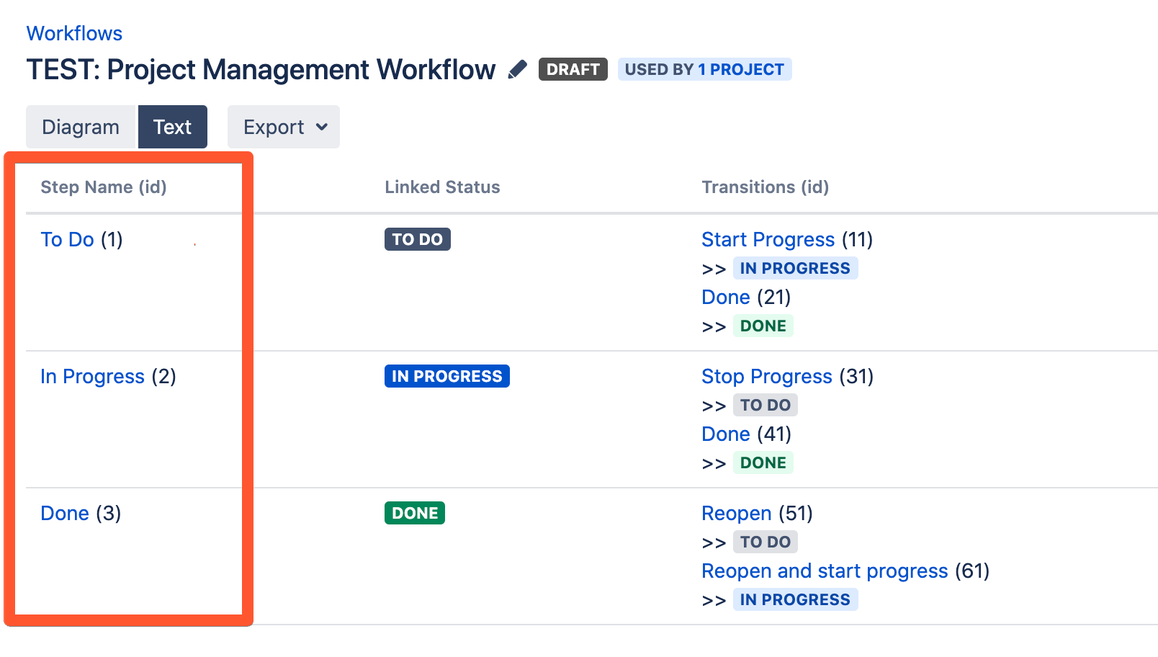 Workflows
TEST: Project Management Workflow DRAFT USED BY 1 PROJECT
Diagram Text Export
Step Name (id) Linked Status Transitions (id)
To Do (1) TO DO Start Progress (11)
>> IN PROGRESS
Done (21)
>> DONE
In Progress (2) IN PROGRESS Stop Progress (31)
>> TO DO
Done (41)
>> DONE
Done (3) DONE Reopen (51)
>> TO DO
Reopen and start progress (61)
>> IN PROGRESS